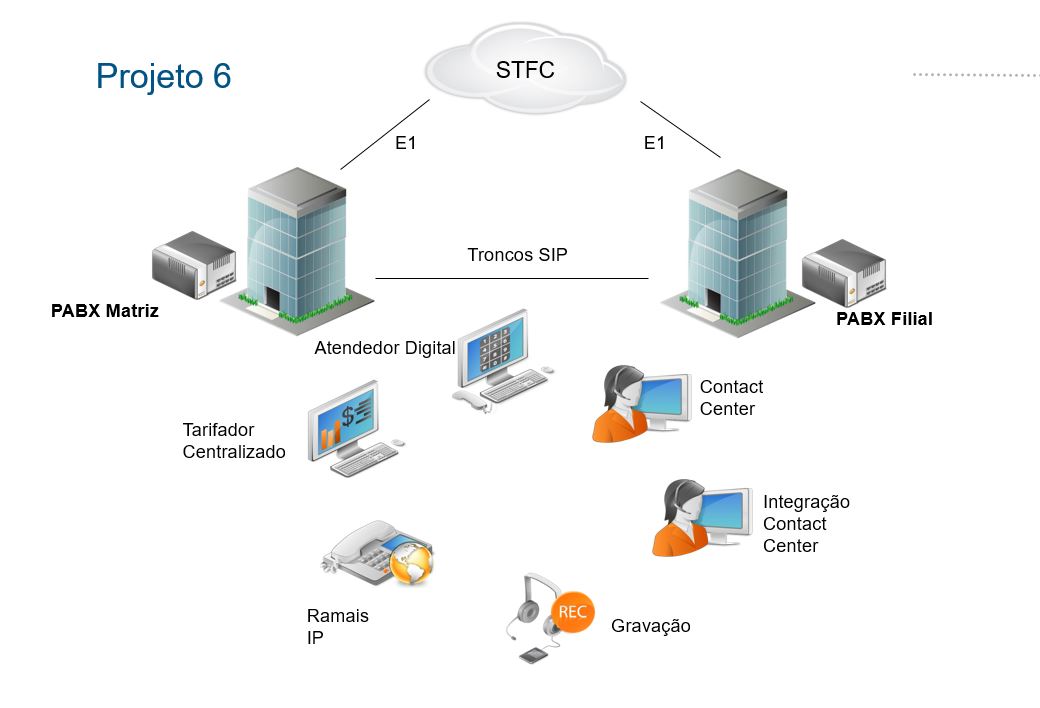 Projeto 6
STFC
E1
E1
Troncos SIP
PABX Matriz
PABX Filial
Atendedor Digital
Contact
Center
Tarifador
Centralizado
Integração
Contact
Center
Ramais
IP
REC
Gravação